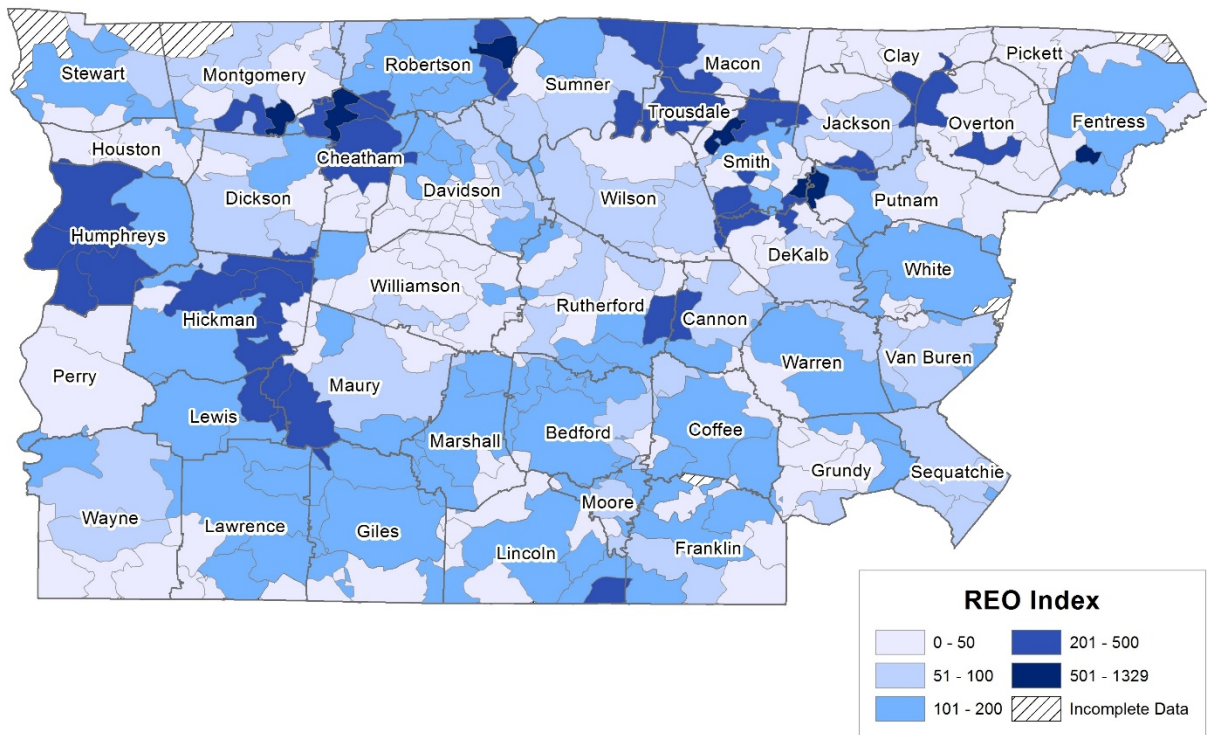 Stewart
Montgomery
Robertson
Sumner
Macon
Clay
Pickett
Trousdale
Jackson
Overton
Fentress
Houston
Cheatham
Smith
Dickson
Davidson
Wilson
Putnam
Humphreys
DeKalb
White
Williamson
Rutherford
Cannon
Hickman
Warren
Van Buren
Perry
Maury
Lewis
Marshall
Bedford
Coffee
Grundy
Sequatchie
Moore
Wayne
Lawrence
Giles
Lincoln
Franklin
REO Index
0 - 50
201 - 500
51 - 100
501 - 1329
101 - 200
Incomplete Data